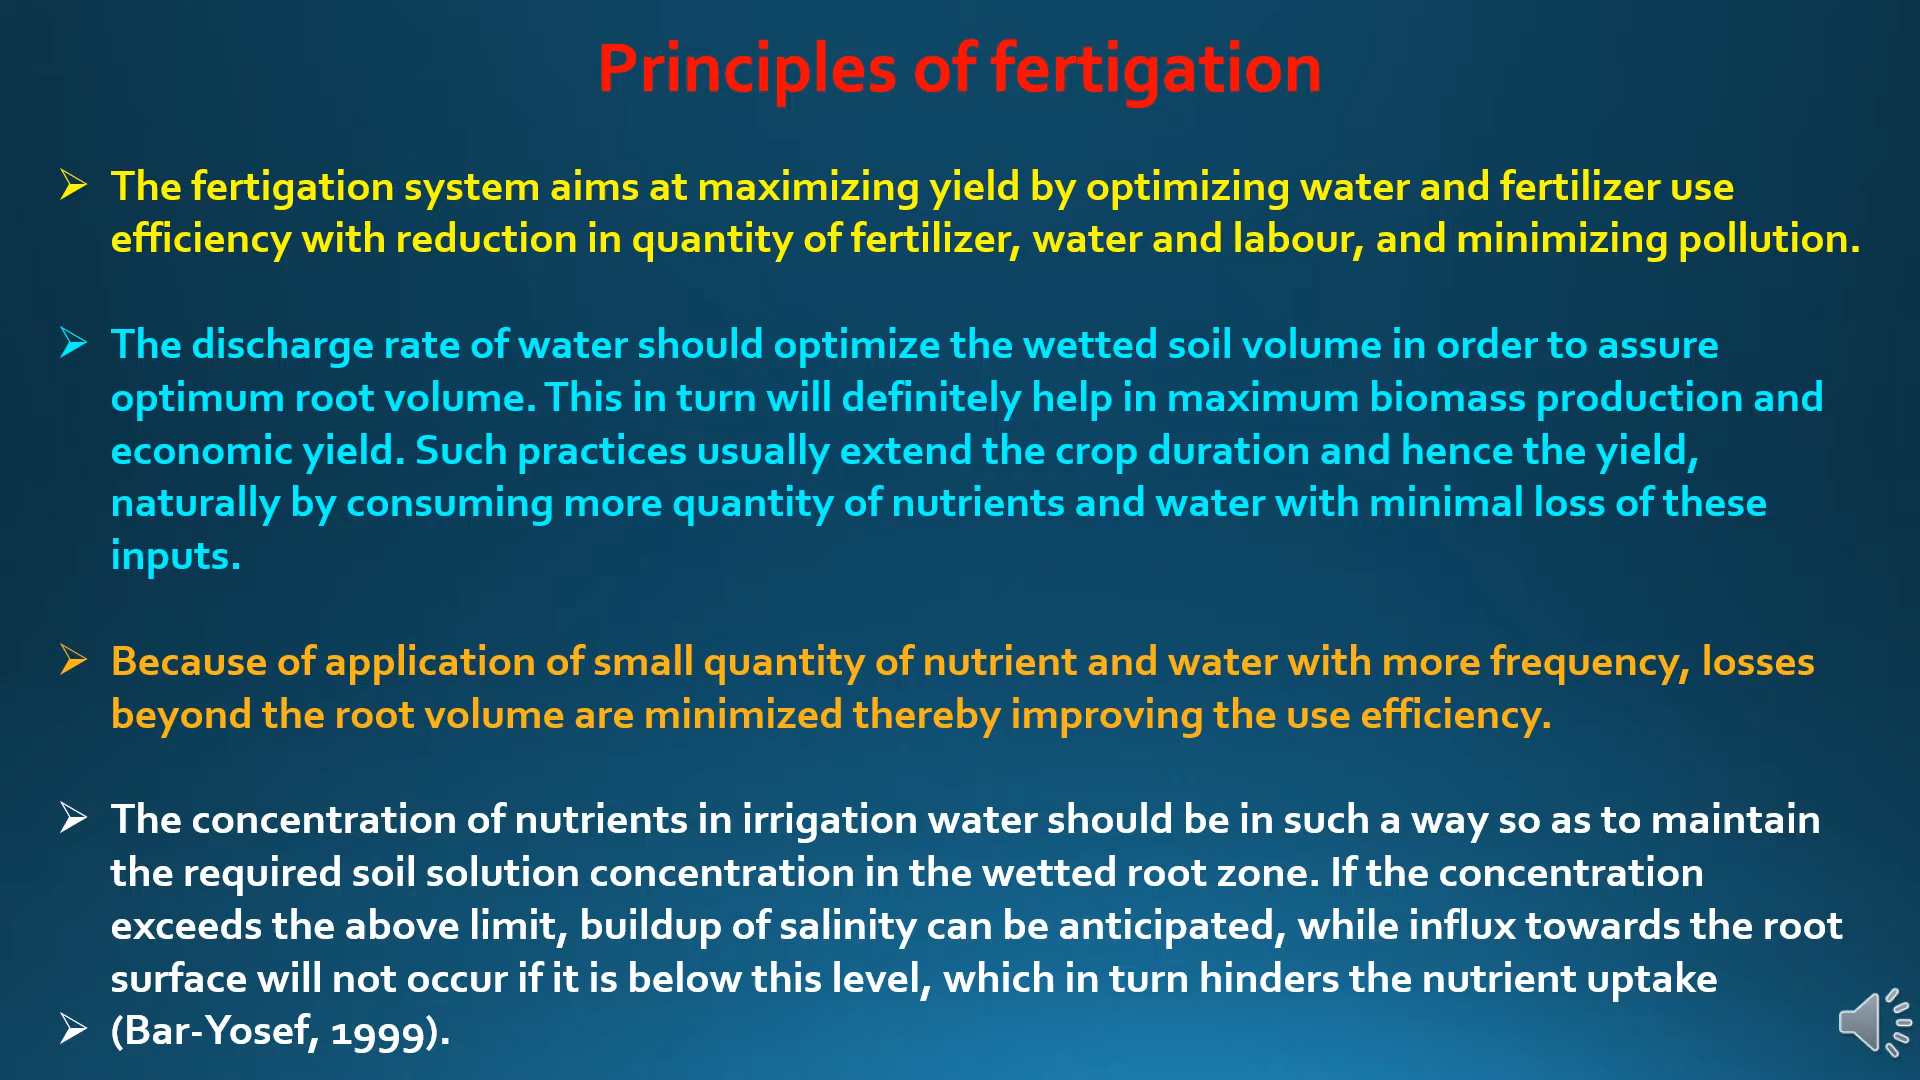 Principles of fertigation
➢ The fertigation system aims at maximizing yield by optimizing water and fertilizer use
efficiency with reduction in quantity of fertilizer, water and labour, and minimizing pollution.
➢ The discharge rate of water should optimize the wetted soil volume in order to assure
optimum root volume. This in turn will definitely help in maximum biomass production and
economic yield. Such practices usually extend the crop duration and hence the yield,
naturally by consuming more quantity of nutrients and water with minimal loss of these
inputs.
➢ Because of application of small quantity of nutrient and water with more frequency, losses
beyond the root volume are minimized thereby improving the use efficiency.
➢ The concentration of nutrients in irrigation water should be in such a way so as to maintain
the required soil solution concentration in the wetted root zone. If the concentration
exceeds the above limit, buildup of salinity can be anticipated, while influx towards the root
surface will not occur if it is below this level, which in turn hinders the nutrient uptake
➢ (Bar-Yosef, 1999).